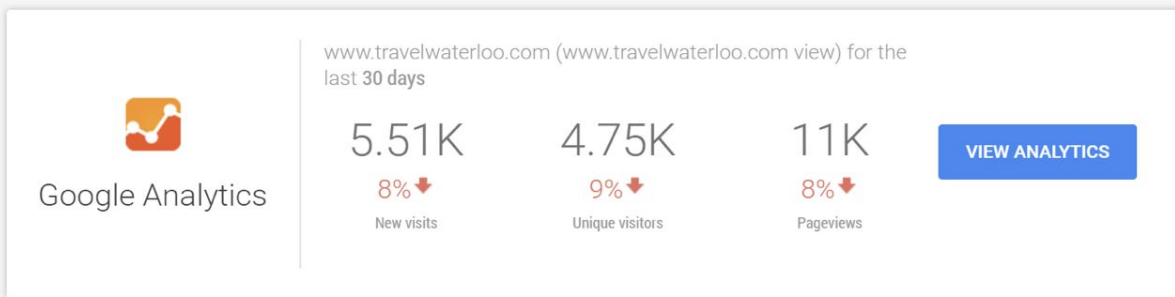 www.travelwaterloo.com (www.travelwaterloo.com view) for the
last 30 days
Google Analytics
5.51K
8%
New visits
4.75K
9%
Unique visitors
11K
8%
Pageviews
VIEW ANALYTICS